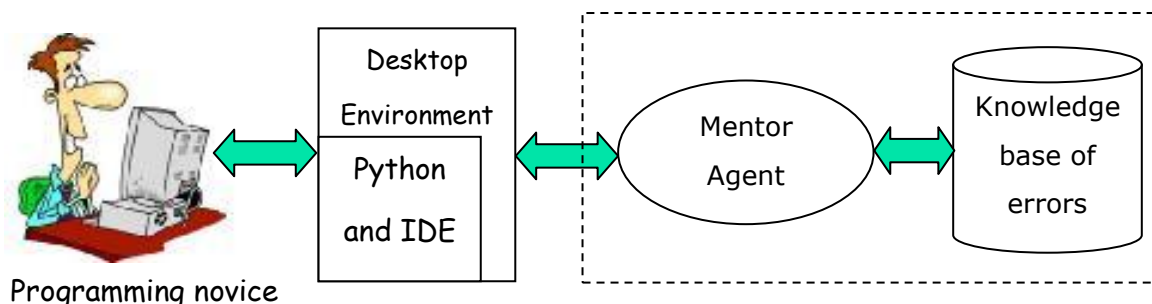 Desktop
Environment
Python
and IDE
Mentor
Agent
Knowledge
base of
errors
Programming novice